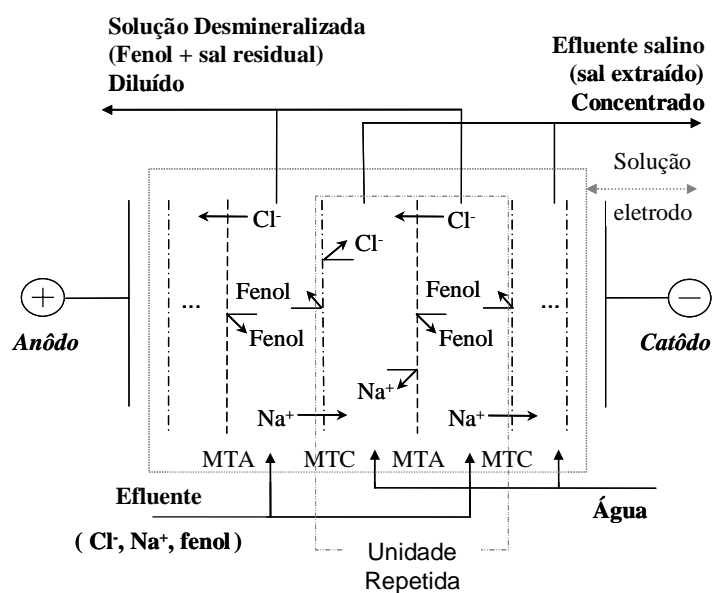 Solução Desmineralizada
(Fenol + sal residual)
Diluído
Efluente salino
(sal extraído)
Concentrado
Solução
eletrodo
Cl-
Cl-
Cl-
+
Anôdo
...
Fenol
Fenol
Fenol
Fenol
...
−
Catôdo
Na+
Na+
Na+
MTA
MTC
MTA
MTC
Efluente
Água
( Cl-, Na+, fenol )
Unidade
Repetida